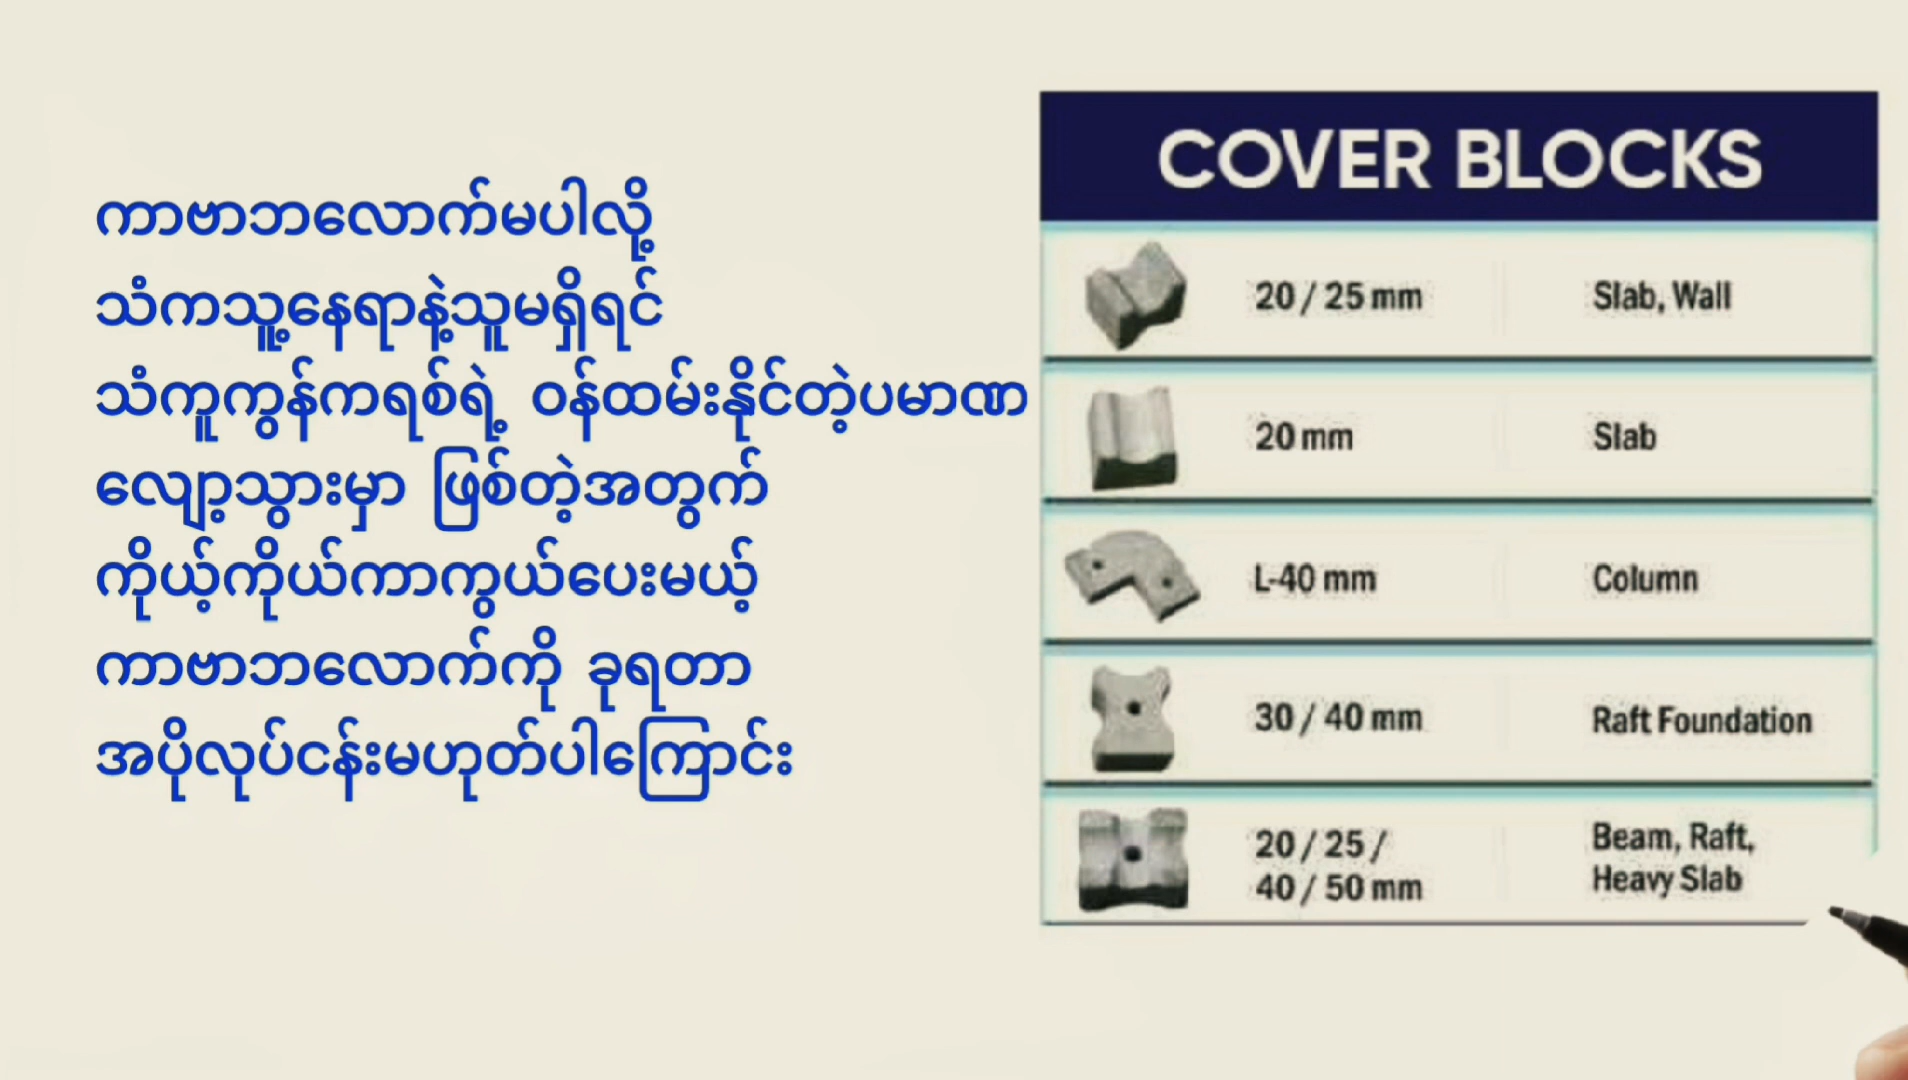 ကာဗာဘလောက်မပါလို့
သံကသူ့နေရာနဲ့သူမရှိရင်
သံကူကွန်ကရစ်ရဲ့ ဝန်ထမ်းနိုင်တဲ့ပမာဏ
လျော့သွားမှာ ဖြစ်တဲ့အတွက်
ကိုယ့်ကိုယ်ကာကွယ်ပေးမယ့်
ကာဗာဘလောက်ကို ခုရတာ
အပိုလုပ်ငန်းမဟုတ်ပါကြောင်း
COVER BLOCKS
20 / 25 mm Slab, Wall
20 mm Slab
L-40 mm Column
30 / 40 mm Raft Foundation
20 / 25 /
40 / 50 mm
Beam, Raft,
Heavy Slab